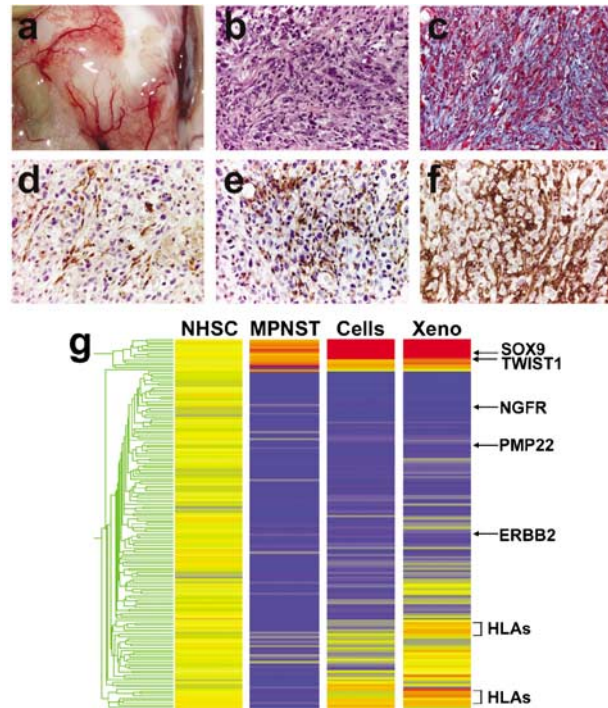 a b c
d e f
g
NHSC MPNST Cells Xeno
SOX9
TWIST1
NGFR
PMP22
ERBB2
HLAs
HLAs